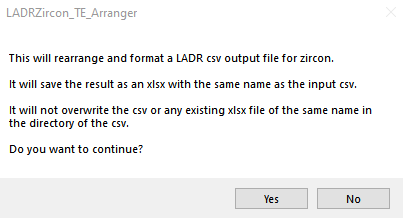 LADRZircon_TE_Arranger
This will rearrange and format a LADR csv output file for zircon.
It will save the result as an xlsx with the same name as the input csv.
It will not overwrite the csv or any existing xlsx file of the same name in
the directory of the csv.
Do you want to continue?
Yes No